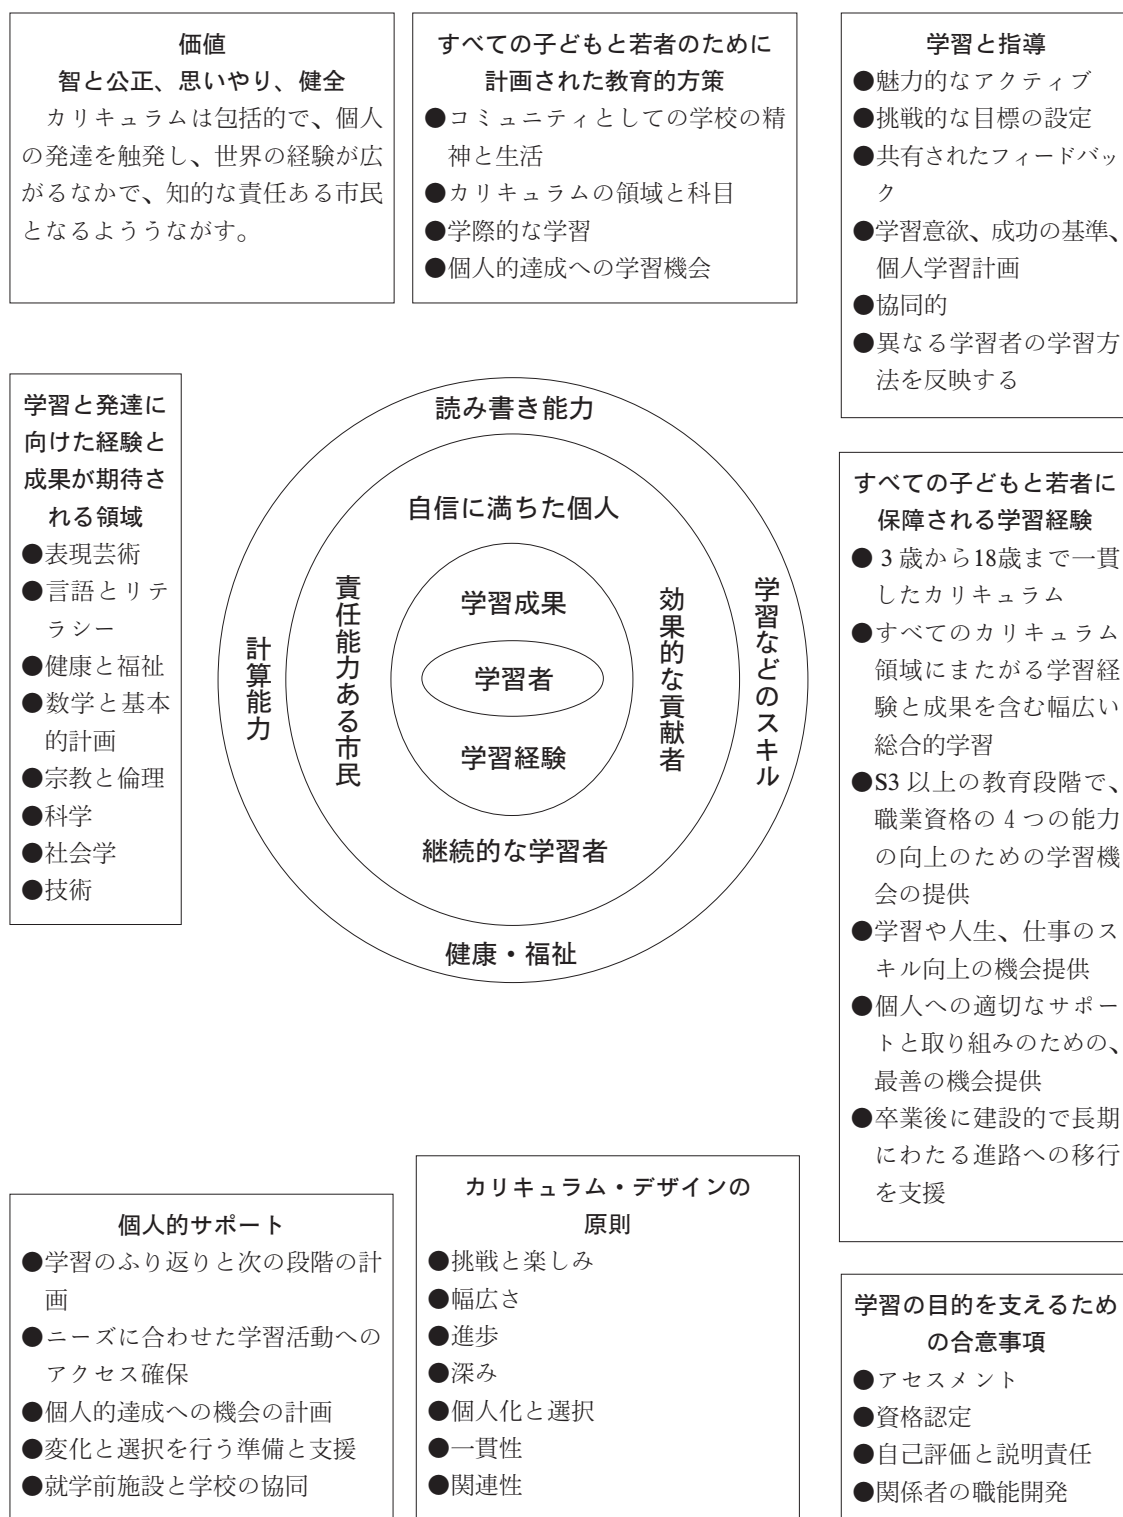 価値
智と公正、思いやり、健全
カリキュラムは包括的で、個人
の発達を触発し、世界の経験が広
がるなかで、知的な責任ある市民
となるよううながす。
すべての子どもと若者のために
計画された教育的方策
●コミュニティとしての学校の精
神と生活
●カリキュラムの領域と科目
●学際的な学習
●個人的達成への学習機会
学習と指導
●魅力的なアクティブ
●挑戦的な目標の設定
●共有されたフィードバッ
ク
●学習意欲、成功の基準、
個人学習計画
●協同的
●異なる学習者の学習方
法を反映する
学習と発達に
向けた経験と
成果が期待さ
れる領域
●表現芸術
●言語とリテ
ラシー
●健康と福祉
●数学と基本
的計画
●宗教と倫理
●科学
●社会学
●技術
読み書き能力
自信に満ちた個人
学習成果
学習者
学習経験
責任能力ある市民
効果的な貢献者
計算能力
学習などのスキル
継続的な学習者
健康・福祉
すべての子どもと若者に
保障される学習経験
●3歳から18歳まで一貫
したカリキュラム
●すべてのカリキュラム
領域にまたがる学習経
験と成果を含む幅広い
総合的学習
●S3以上の教育段階で、
職業資格の4つの能力
の向上のための学習機
会の提供
●学習や人生、仕事のス
キル向上の機会提供
●個人への適切なサポー
トと取り組みのための、
最善の機会提供
●卒業後に建設的で長期
にわたる進路への移行
を支援
個人的サポート
●学習のふり返りと次の段階の計
画
●ニーズに合わせた学習活動への
アクセス確保
●個人的達成への機会の計画
●変化と選択を行う準備と支援
●就学前施設と学校の協同
カリキュラム・デザインの
原則
●挑戦と楽しみ
●幅広さ
●進歩
●深み
●個人化と選択
●一貫性
●関連性
学習の目的を支えるため
の合意事項
●アセスメント
●資格認定
●自己評価と説明責任
●関係者の職能開発